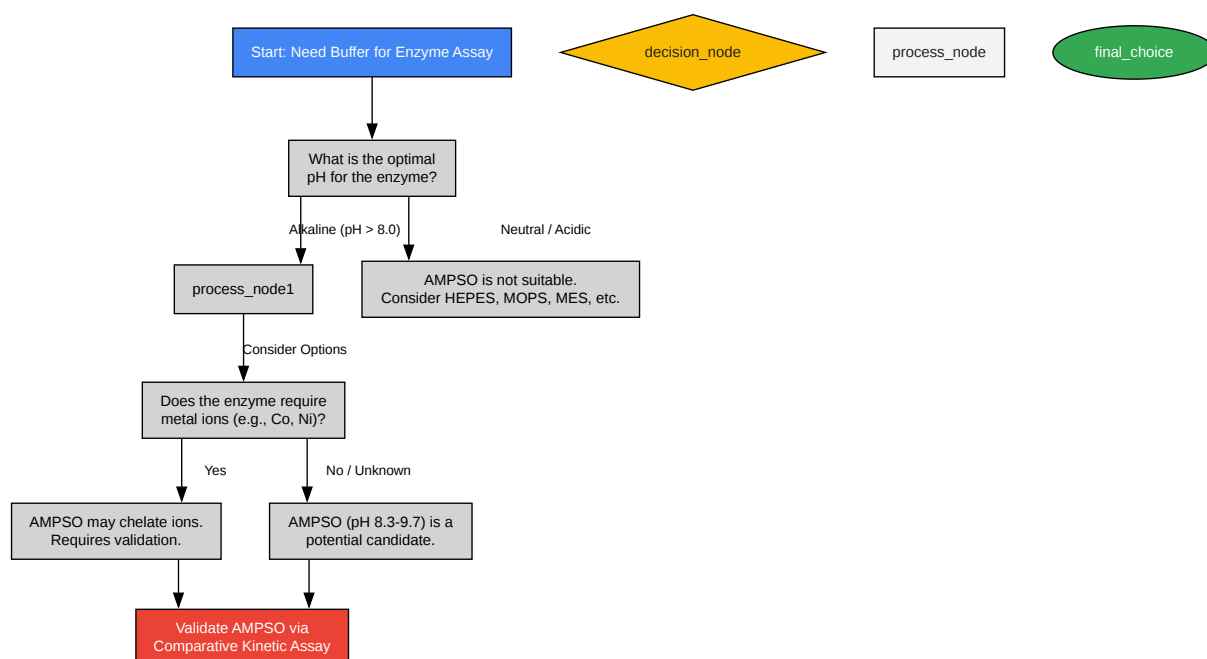 Start: Need Buffer for Enzyme Assay
decision_node
process_node
final_choice
What is the optimal
pH for the enzyme?
Alkaline (pH > 8.0)
Neutral / Acidic
process_node1
AMPSO is not suitable.
Consider HEPES, MOPS, MES, etc.
Consider Options
Does the enzyme require
metal ions (e.g., Co, Ni)?
Yes
No / Unknown
AMPSO may chelate ions.
Requires validation.
AMPSO (pH 8.3-9.7) is a
potential candidate.
Validate AMPSO via
Comparative Kinetic Assay